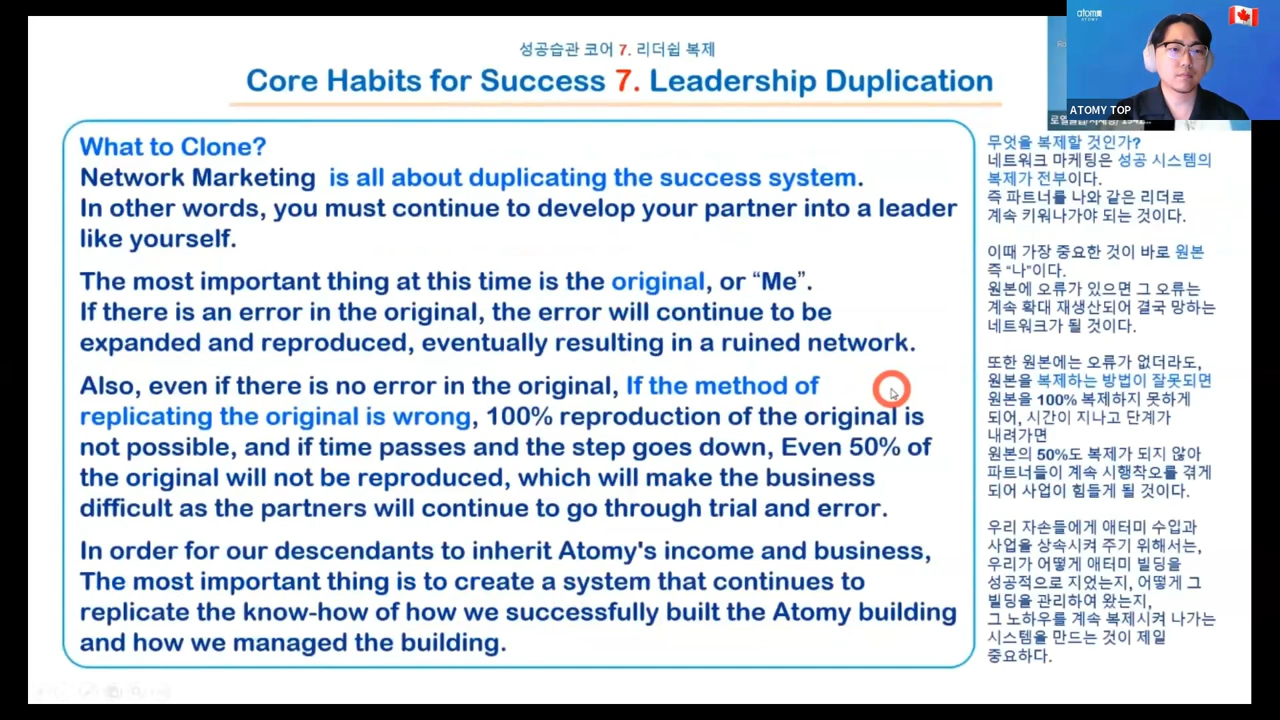 성공습관 코어 7. 리더쉽 복제
Core Habits for Success 7. Leadership Duplication
atom美
ATOMY
ATOMY TOP
What to Clone?
Network Marketing is all about duplicating the success system.
In other words, you must continue to develop your partner into a leader
like yourself.
The most important thing at this time is the original, or “Me”.
If there is an error in the original, the error will continue to be
expanded and reproduced, eventually resulting in a ruined network.
Also, even if there is no error in the original, If the method of
replicating the original is wrong, 100% reproduction of the original is
not possible, and if time passes and the step goes down, Even 50% of
the original will not be reproduced, which will make the business
difficult as the partners will continue to go through trial and error.
In order for our descendants to inherit Atomy's income and business,
The most important thing is to create a system that continues to
replicate the know-how of how we successfully built the Atomy building
and how we managed the building.
무엇을 복제할 것인가?
네트워크 마케팅은 성공 시스템의
복제가 전부이다.
즉 파트너를 나와 같은 리더로
계속 키워나가야 되는 것이다.
이때 가장 중요한 것이 바로 원본
즉 “나”이다.
원본에 오류가 있으면 그 오류는
계속 확대 재생산되어 결국 망하는
네트워크가 될 것이다.
또한 원본에는 오류가 없더라도,
원본을 복제하는 방법이 잘못되면
원본을 100% 복제하지 못하게
되어, 시간이 지나고 단계가
내려가면
원본의 50%도 복제가 되지 않아
파트너들이 계속 시행착오를 겪게
되어 사업이 힘들게 될 것이다.
우리 자손들에게 애터미 수입과
사업을 상속시켜 주기 위해서는,
우리가 어떻게 애터미 빌딩을
성공적으로 지었는지, 어떻게 그
빌딩을 관리하여 왔는지,
그 노하우를 계속 복제시켜 나가는
시스템을 만드는 것이 제일
중요하다.